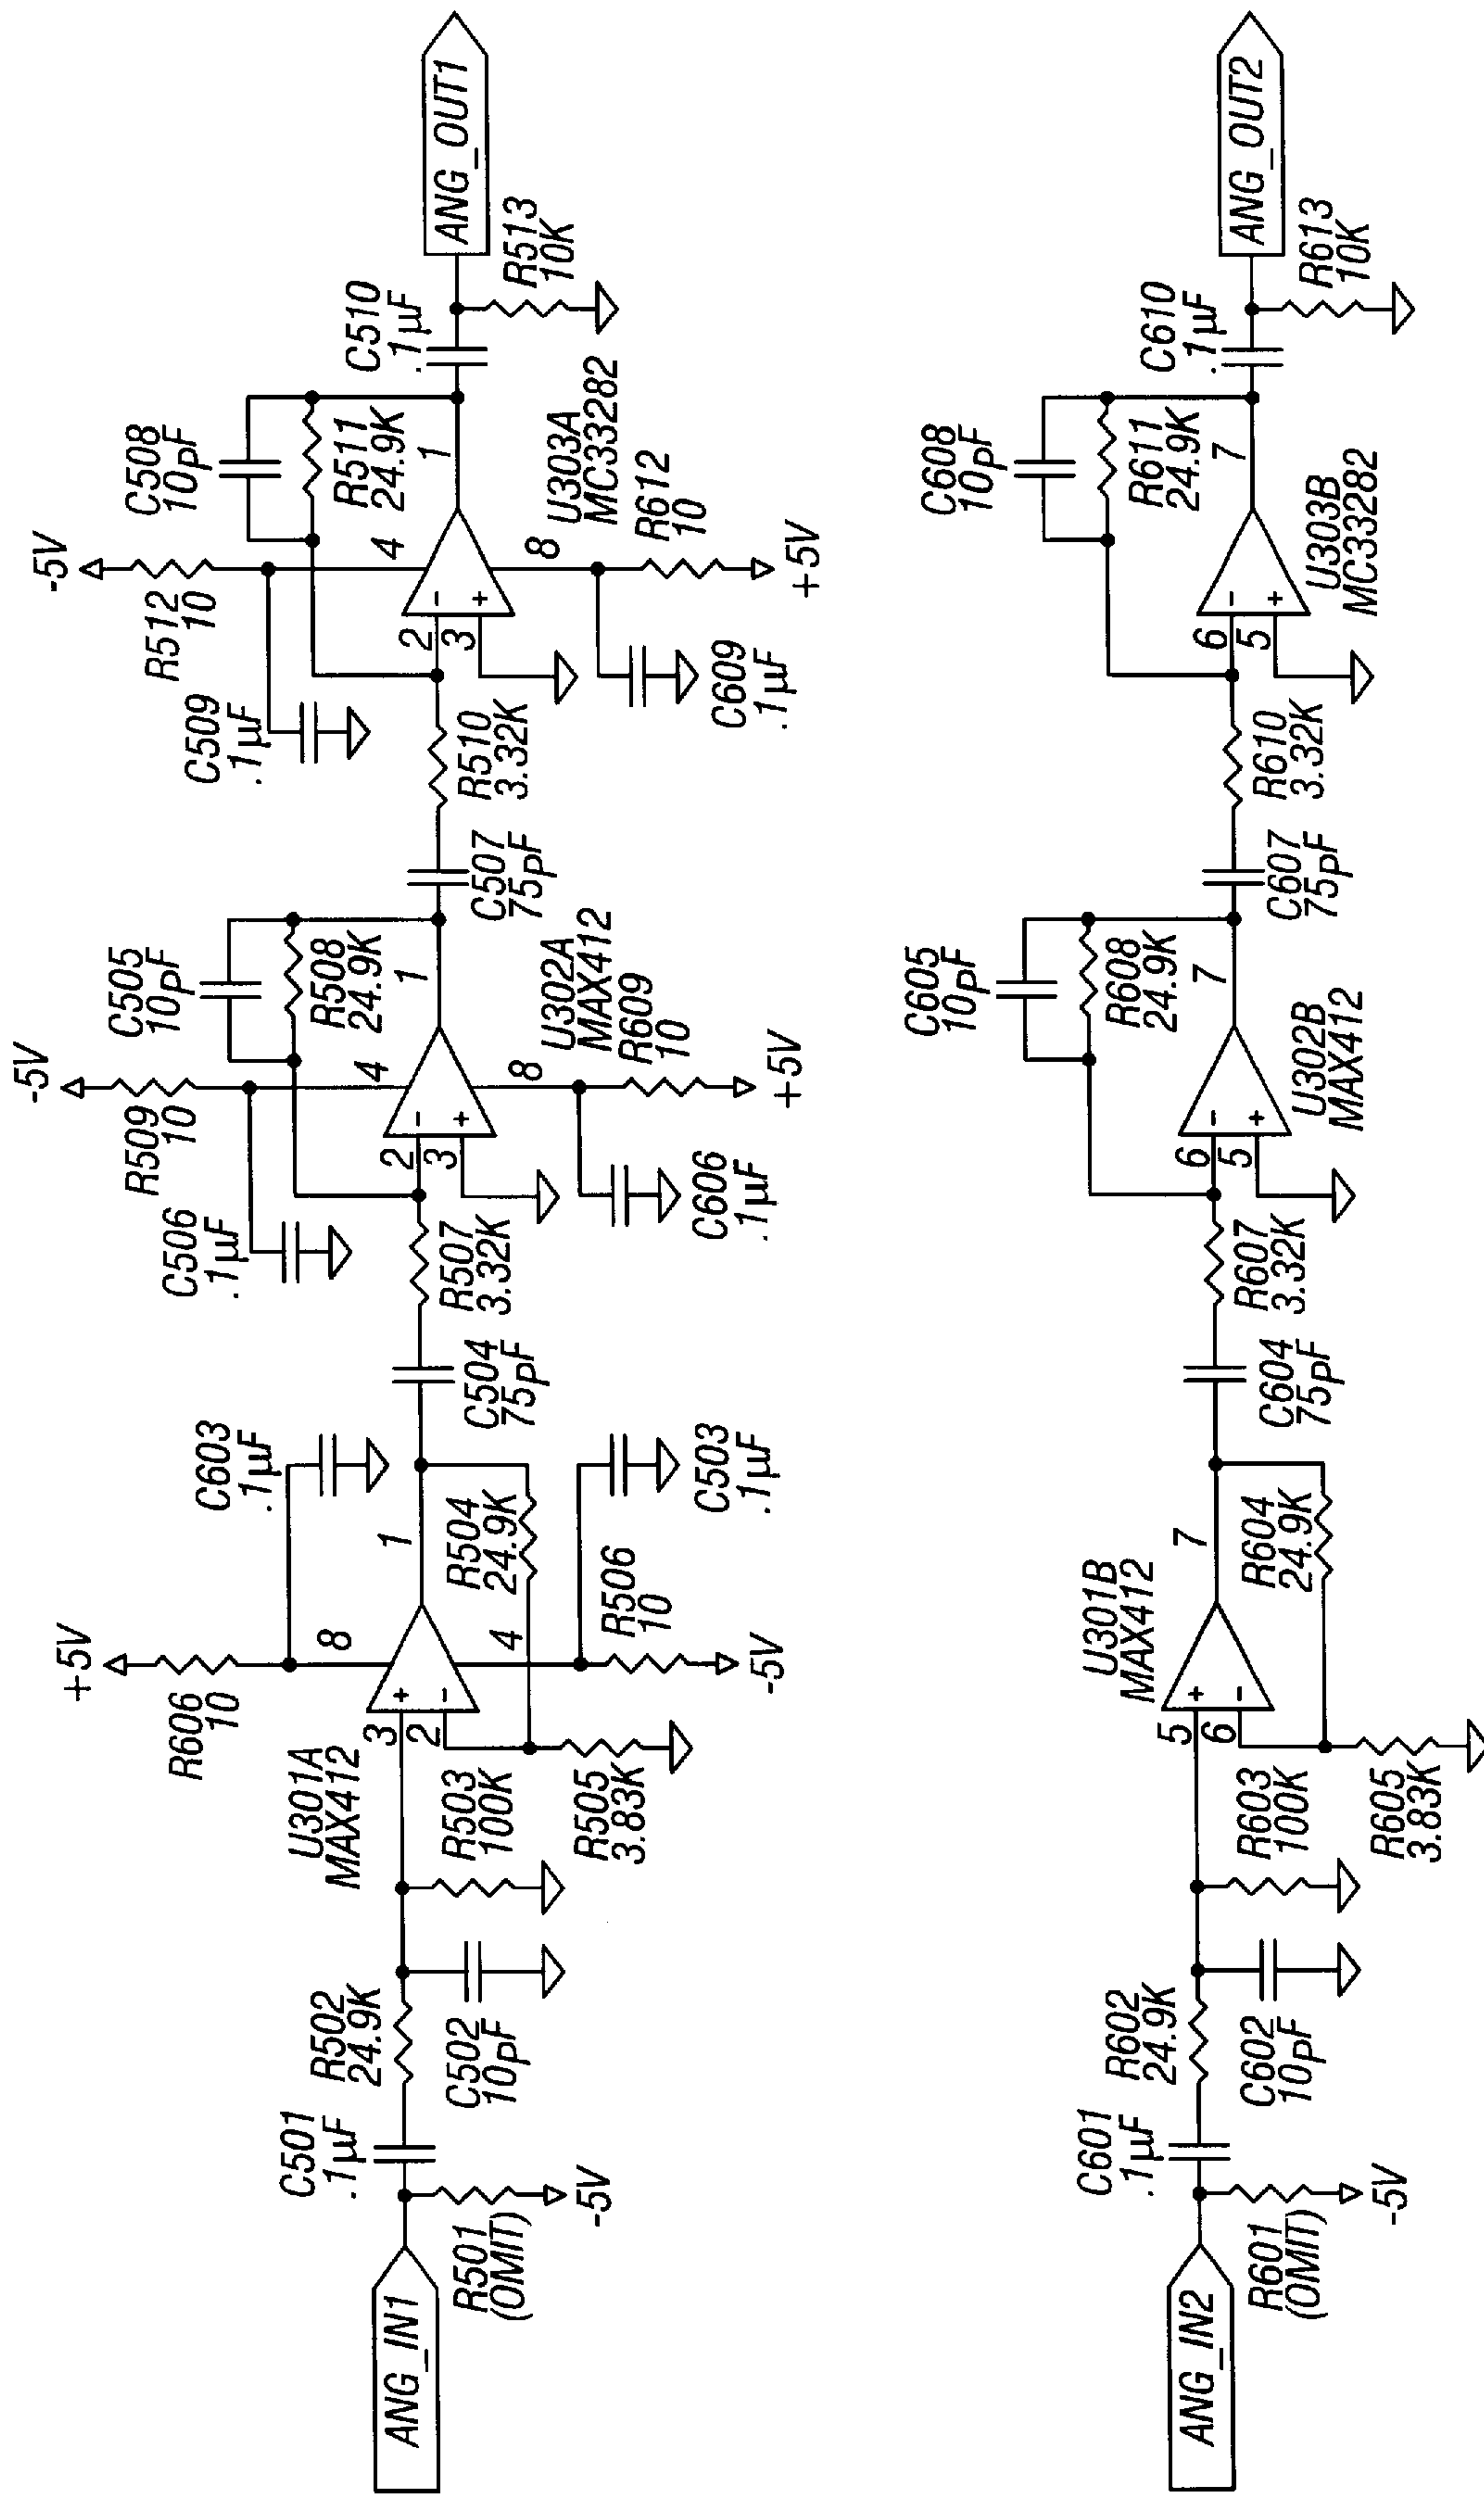 ANG_IN1
R501
(OMIT)
-5V
C501
.1µF
R502
24.9K
C502
10pF
R503
100K
U301A
MAX412
3
2
8
4
1
R606
10
+5V
C603
.1µF
R504
24.9K
R505
3.83K
R506
10
-5V
C503
.1µF
C504
75pF
R507
3.32K
C506
.1µF
R509
10
-5V
2
3
4
8
1
C505
10pF
R508
24.9K
U302A
MAX412
R609
10
+5V
C606
.1µF
C507
75pF
R510
3.32K
C509
.1µF
R512
10
-5V
2
3
4
8
1
C508
10pF
R511
24.9K
U303A
MC33282
R612
10
+5V
C609
.1µF
C510
.1µF
R513
10K
ANG_OUT1
ANG_IN2
R601
(OMIT)
-5V
C601
.1µF
R602
24.9K
C602
10pF
R603
100K
5
6
7
U301B
MAX412
R604
24.9K
R605
3.83K
C604
75pF
R607
3.32K
6
5
7
C605
10pF
R608
24.9K
U302B
MAX412
C607
75pF
R610
3.32K
6
5
7
C608
10pF
R611
24.9K
U303B
MC33282
C610
.1µF
R613
10K
ANG_OUT2